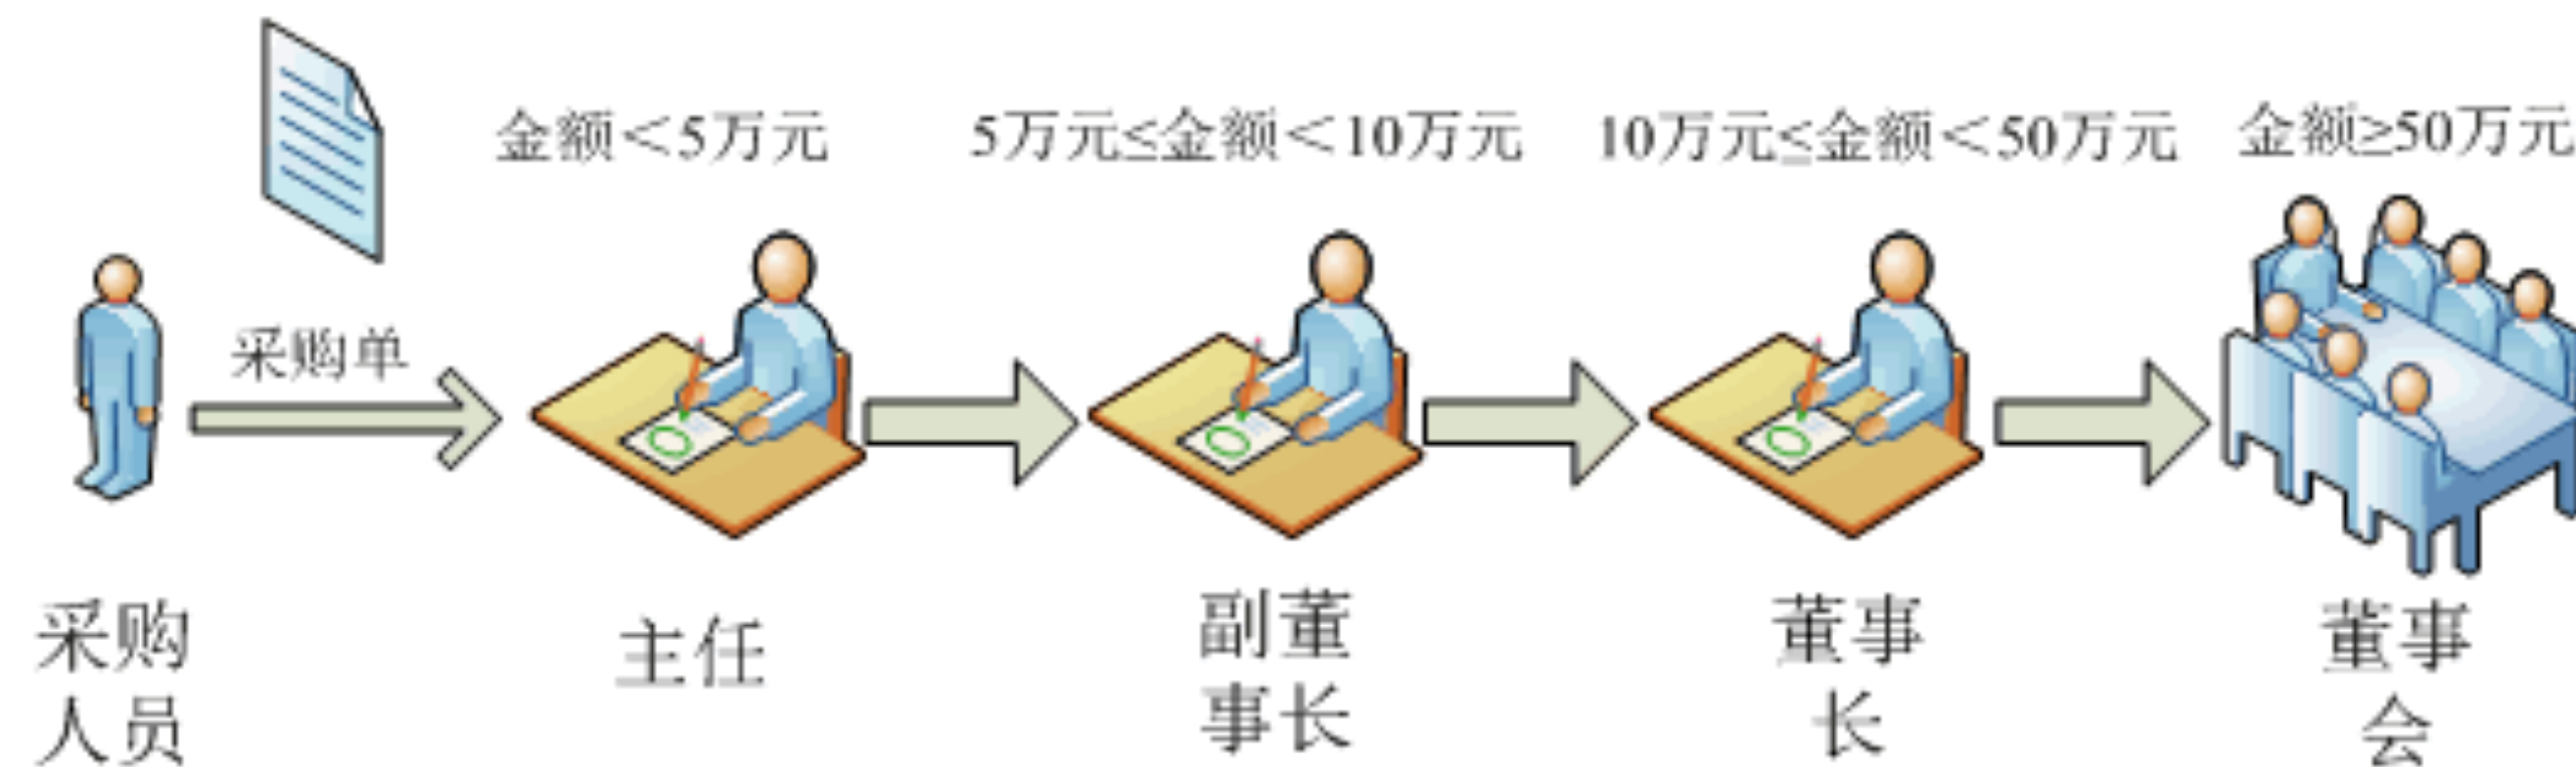 金额＜5万元
5万元≤金额＜10万元
10万元≤金额＜50万元
金额≥50万元
采购单
采购
人员
主任
副董
事长
董事
长
董事
会